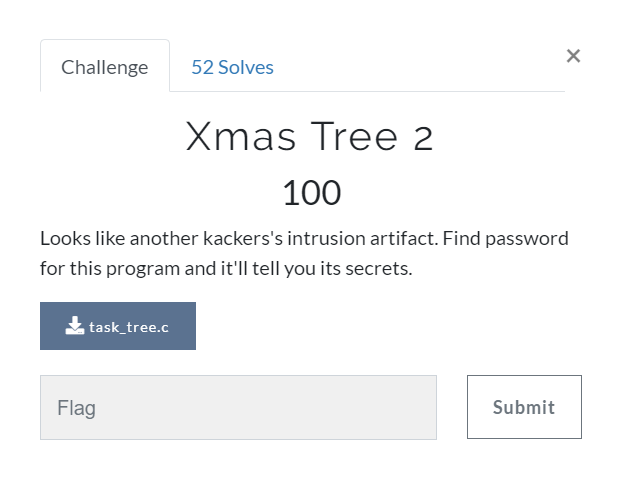 Challenge
52 Solves
×
Xmas Tree 2
100
Looks like another kackers's intrusion artifact. Find password
for this program and it'll tell you its secrets.
task_tree.c
Flag
Submit